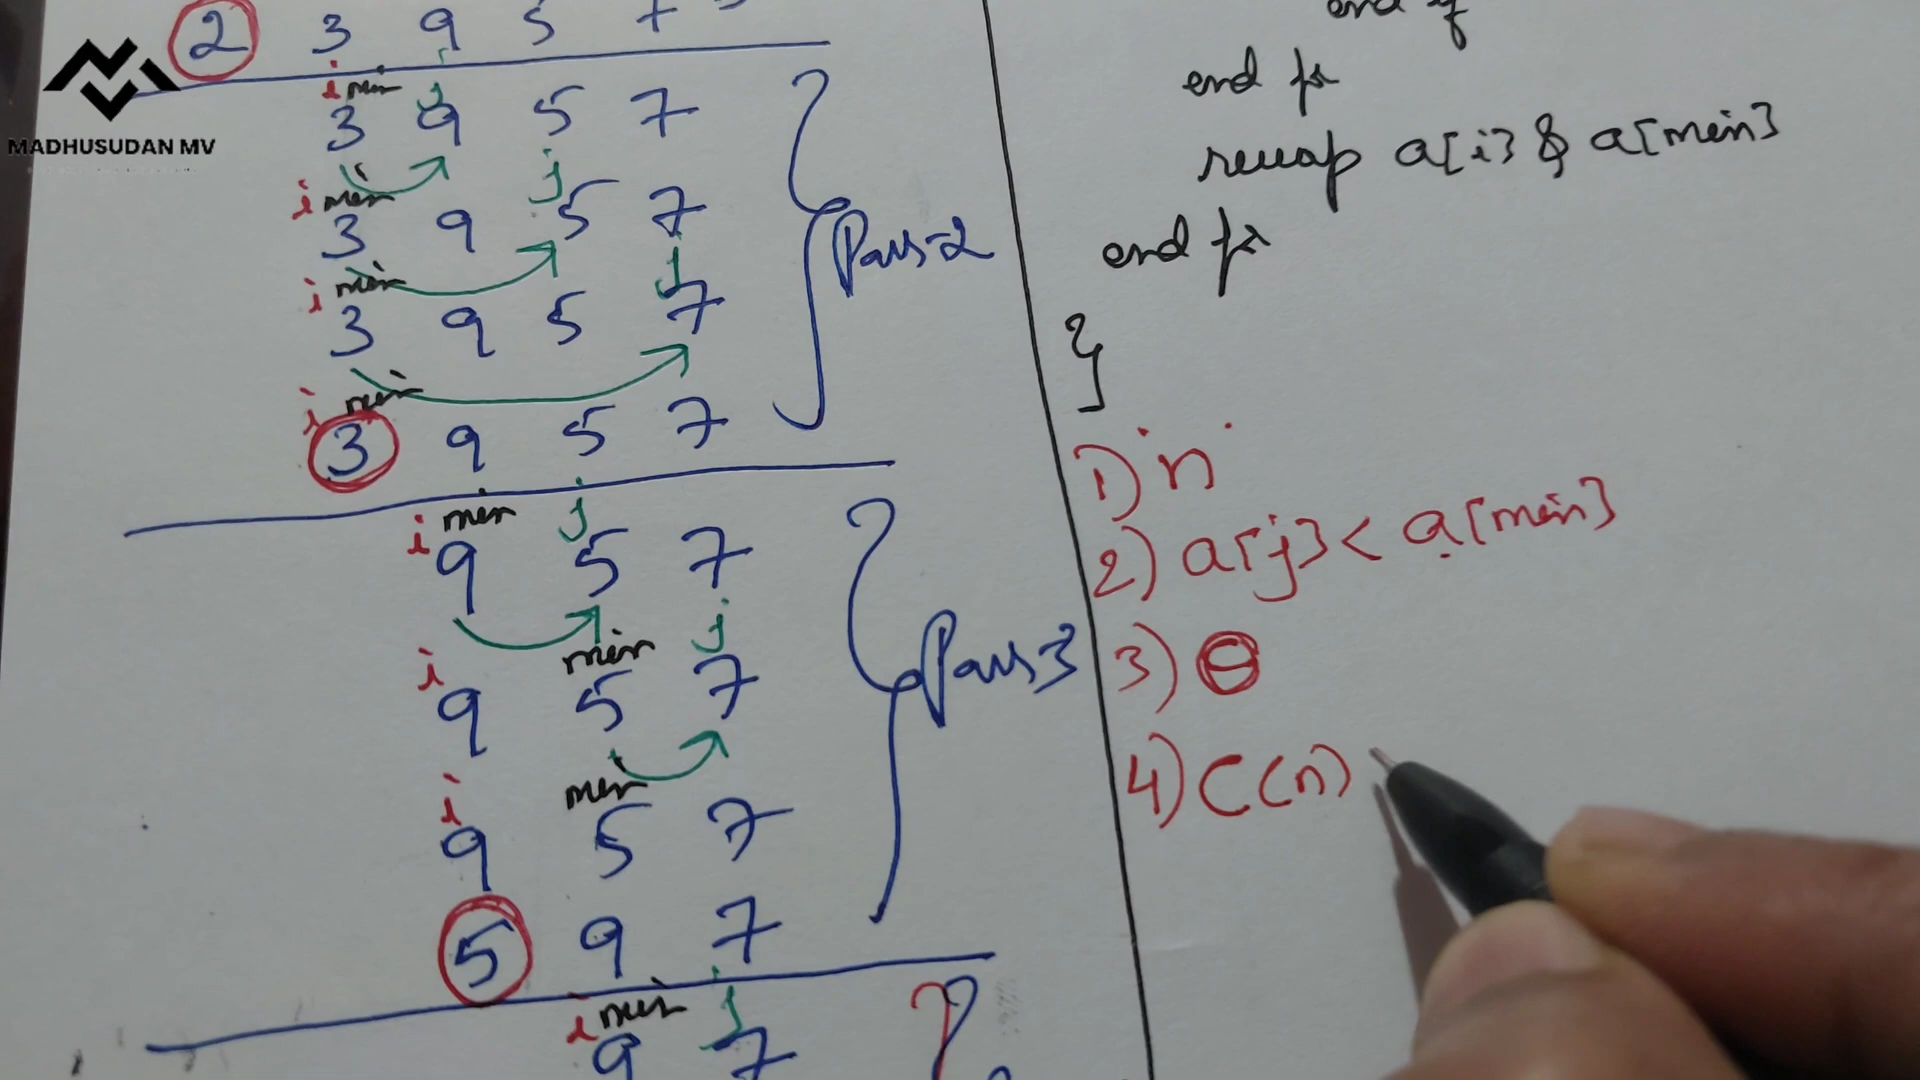 2 3 9 5 7
MADHUSUDAN MV
i min j
3 9 5 7
i min j
3 9 5 7
i min j
3 9 5 7
i min
3 9 5 7
Pass-2
i min j
9 5 7
i min j
9 5 7
i min
9 5 7
5 9 7
Pass 3
i min j
9 7
end if
end for
swap a[i] & a[min]
end for
}
1) n
2) a[j] < a[min]
3) Θ
4) C(n)